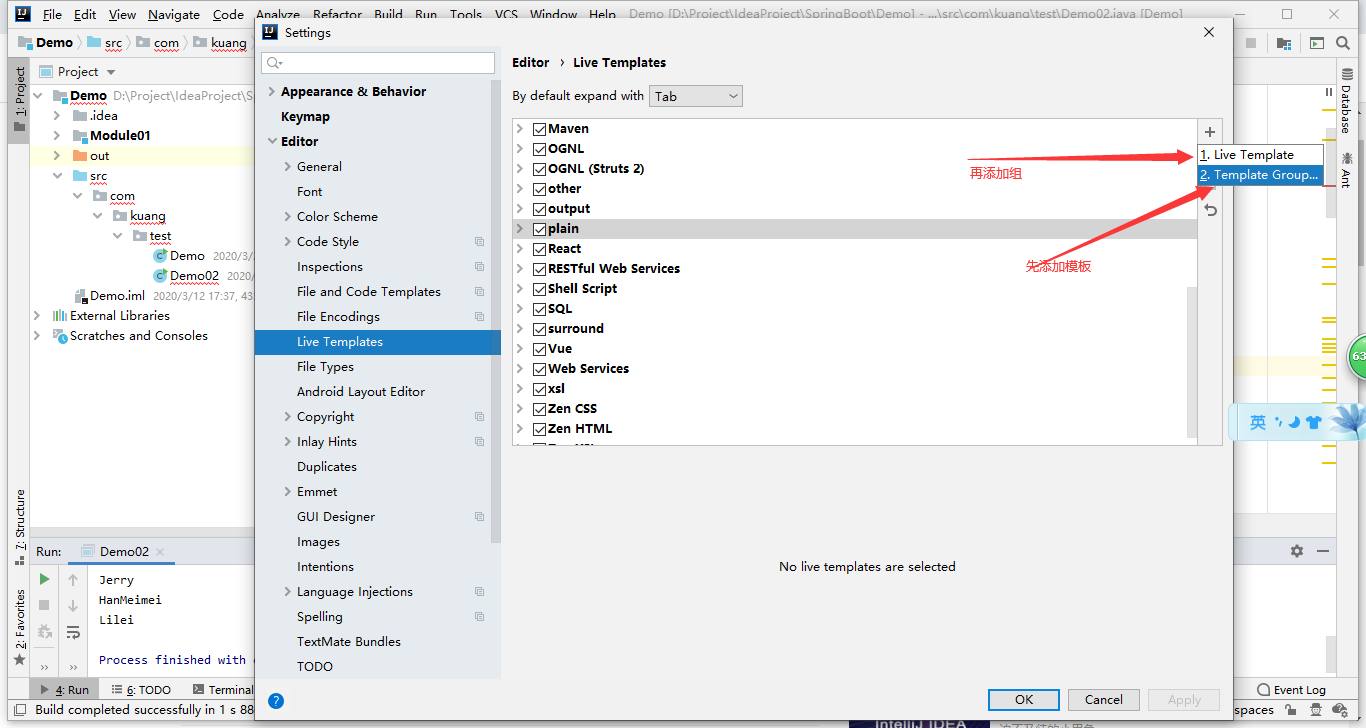 File Edit View Navigate Code Analyze Refactor Build Run Tools VCS Window Help Demo [D:\Project\IdeaProject\SpringBoot\Demo] - ...\src\com\kuang\test\Demo02.java [Demo]
Demo src com kuang
Settings
1: Project
Project
Demo D:\Project\IdeaProject\S
.idea
Module01
out
src
com
kuang
test
Demo 2020/3/
Demo02 2020/
Demo.iml 2020/3/12 17:37, 43
External Libraries
Scratches and Consoles
7: Structure
2: Favorites
Appearance & Behavior
Keymap
Editor
General
Font
Color Scheme
Code Style
Inspections
File and Code Templates
File Encodings
Live Templates
File Types
Android Layout Editor
Copyright
Inlay Hints
Duplicates
Emmet
GUI Designer
Images
Intentions
Language Injections
Spelling
TextMate Bundles
TODO
Editor › Live Templates
By default expand with Tab
Maven
OGNL
OGNL (Struts 2)
other
output
plain
React
RESTful Web Services
Shell Script
SQL
surround
Vue
Web Services
xsl
Zen CSS
Zen HTML
1. Live Template
2. Template Group...
再添加组
先添加模板
No live templates are selected
OK Cancel Apply
Database
Ant
63
英
Run: Demo02
Jerry
HanMeimei
Lilei
Process finished with
4: Run 6: TODO Terminal
Event Log
Build completed successfully in 1 s 88
spaces
IntelliJ IDEA